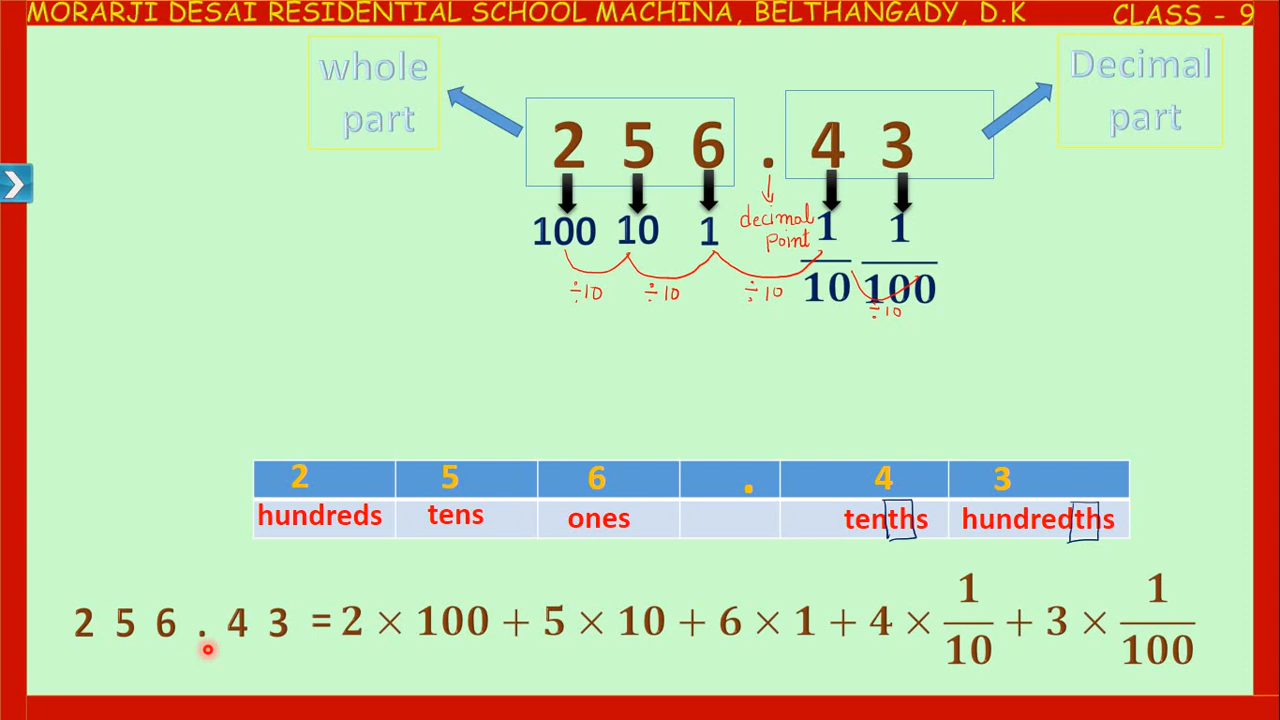 MORARJI DESAI RESIDENTIAL SCHOOL MACHINA, BELTHANGADY, D.K CLASS - 9
whole part
Decimal part
2 5 6 . 4 3
100 10 1 decimal point 1/10 1/100
÷10 ÷10 ÷10 ÷10
2 5 6 . 4 3
hundreds tens ones tenths hundredths
2 5 6 . 4 3 = 2 × 100 + 5 × 10 + 6 × 1 + 4 × 1/10 + 3 × 1/100